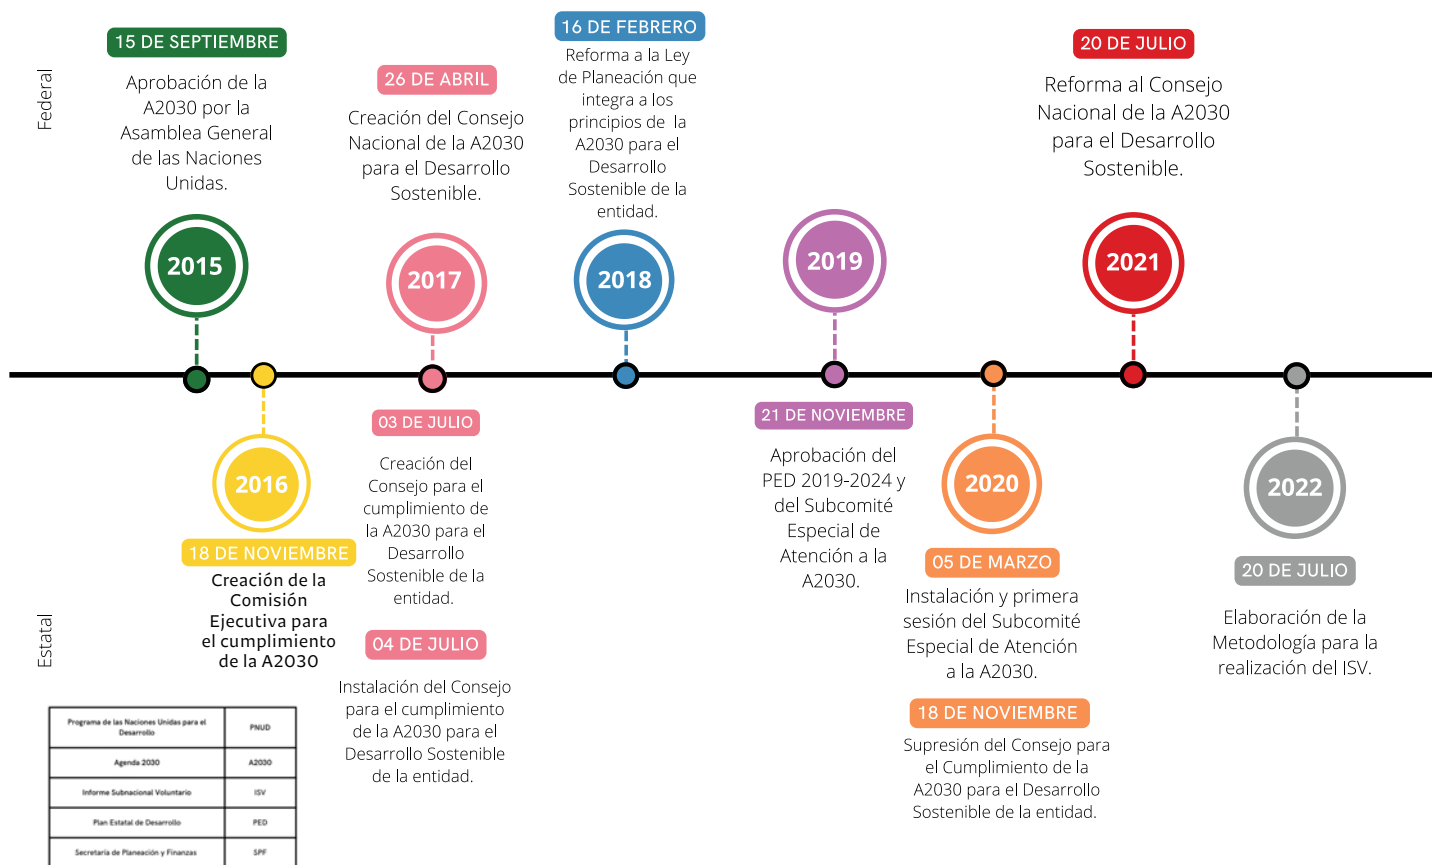 Federal
15 DE SEPTIEMBRE
Aprobación de la
A2030 por la
Asamblea General
de las Naciones
Unidas.
2015
26 DE ABRIL
Creación del Consejo
Nacional de la A2030
para el Desarrollo
Sostenible.
2017
16 DE FEBRERO
Reforma a la Ley
de Planeación que
integra a los
principios de la
A2030 para el
Desarrollo
Sostenible de la
entidad.
2018
2019
20 DE JULIO
Reforma al Consejo
Nacional de la A2030
para el Desarrollo
Sostenible.
2021
Estatal
2016
18 DE NOVIEMBRE
Creación de la
Comisión
Ejecutiva para
el cumplimiento
de la A2030
03 DE JULIO
Creación del
Consejo para el
cumplimiento de
la A2030 para el
Desarrollo
Sostenible de la
entidad.
04 DE JULIO
Instalación del Consejo
para el cumplimiento
de la A2030 para el
Desarrollo Sostenible
de la entidad.
21 DE NOVIEMBRE
Aprobación del
PED 2019-2024 y
del Subcomité
Especial de
Atención a la
A2030.
2020
05 DE MARZO
Instalación y primera
sesión del Subcomité
Especial de Atención
a la A2030.
18 DE NOVIEMBRE
Supresión del Consejo para
el Cumplimiento de la
A2030 para el Desarrollo
Sostenible de la entidad.
2022
20 DE JULIO
Elaboración de la
Metodología para la
realización del ISV.
Programa de las Naciones Unidas para el
Desarrollo
PNUD
Agenda 2030
A2030
Informe Subnacional Voluntario
ISV
Plan Estatal de Desarrollo
PED
Secretaría de Planeación y Finanzas
SPF